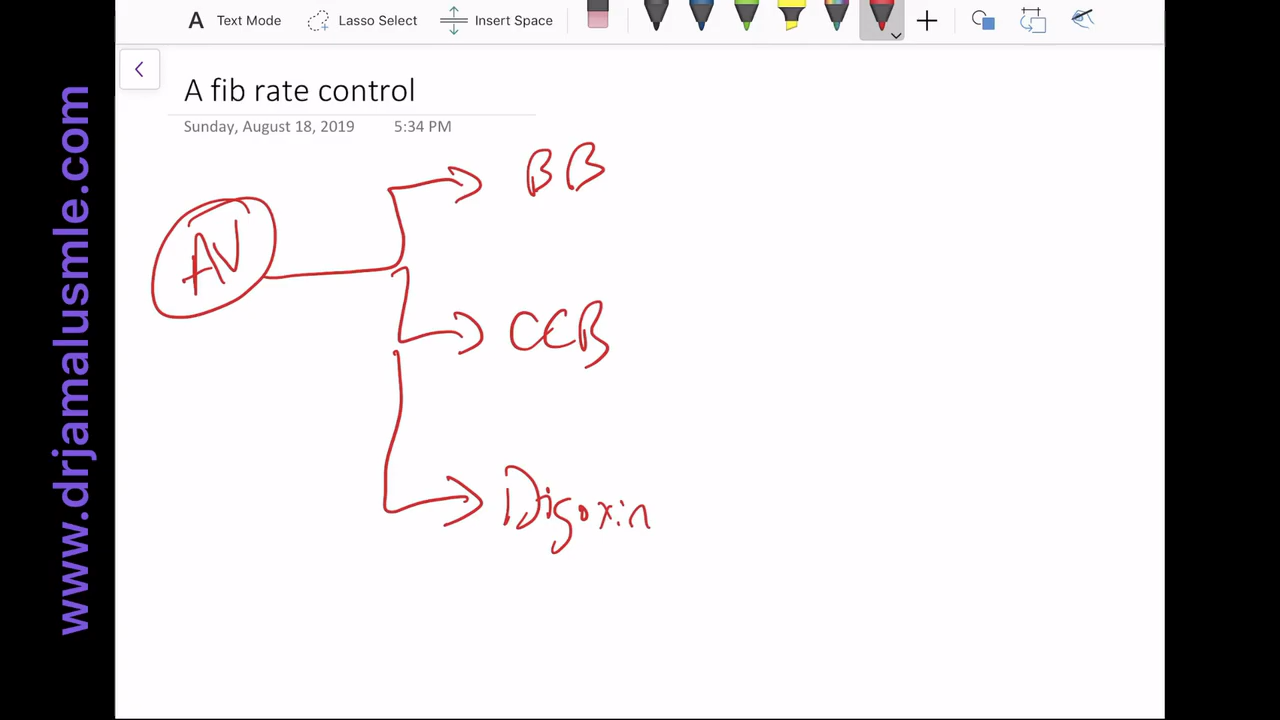 Text Mode
Lasso Select
Insert Space
A fib rate control
Sunday, August 18, 2019 5:34 PM
BB
AV
CCB
Digoxin
www.drjamalusmle.com